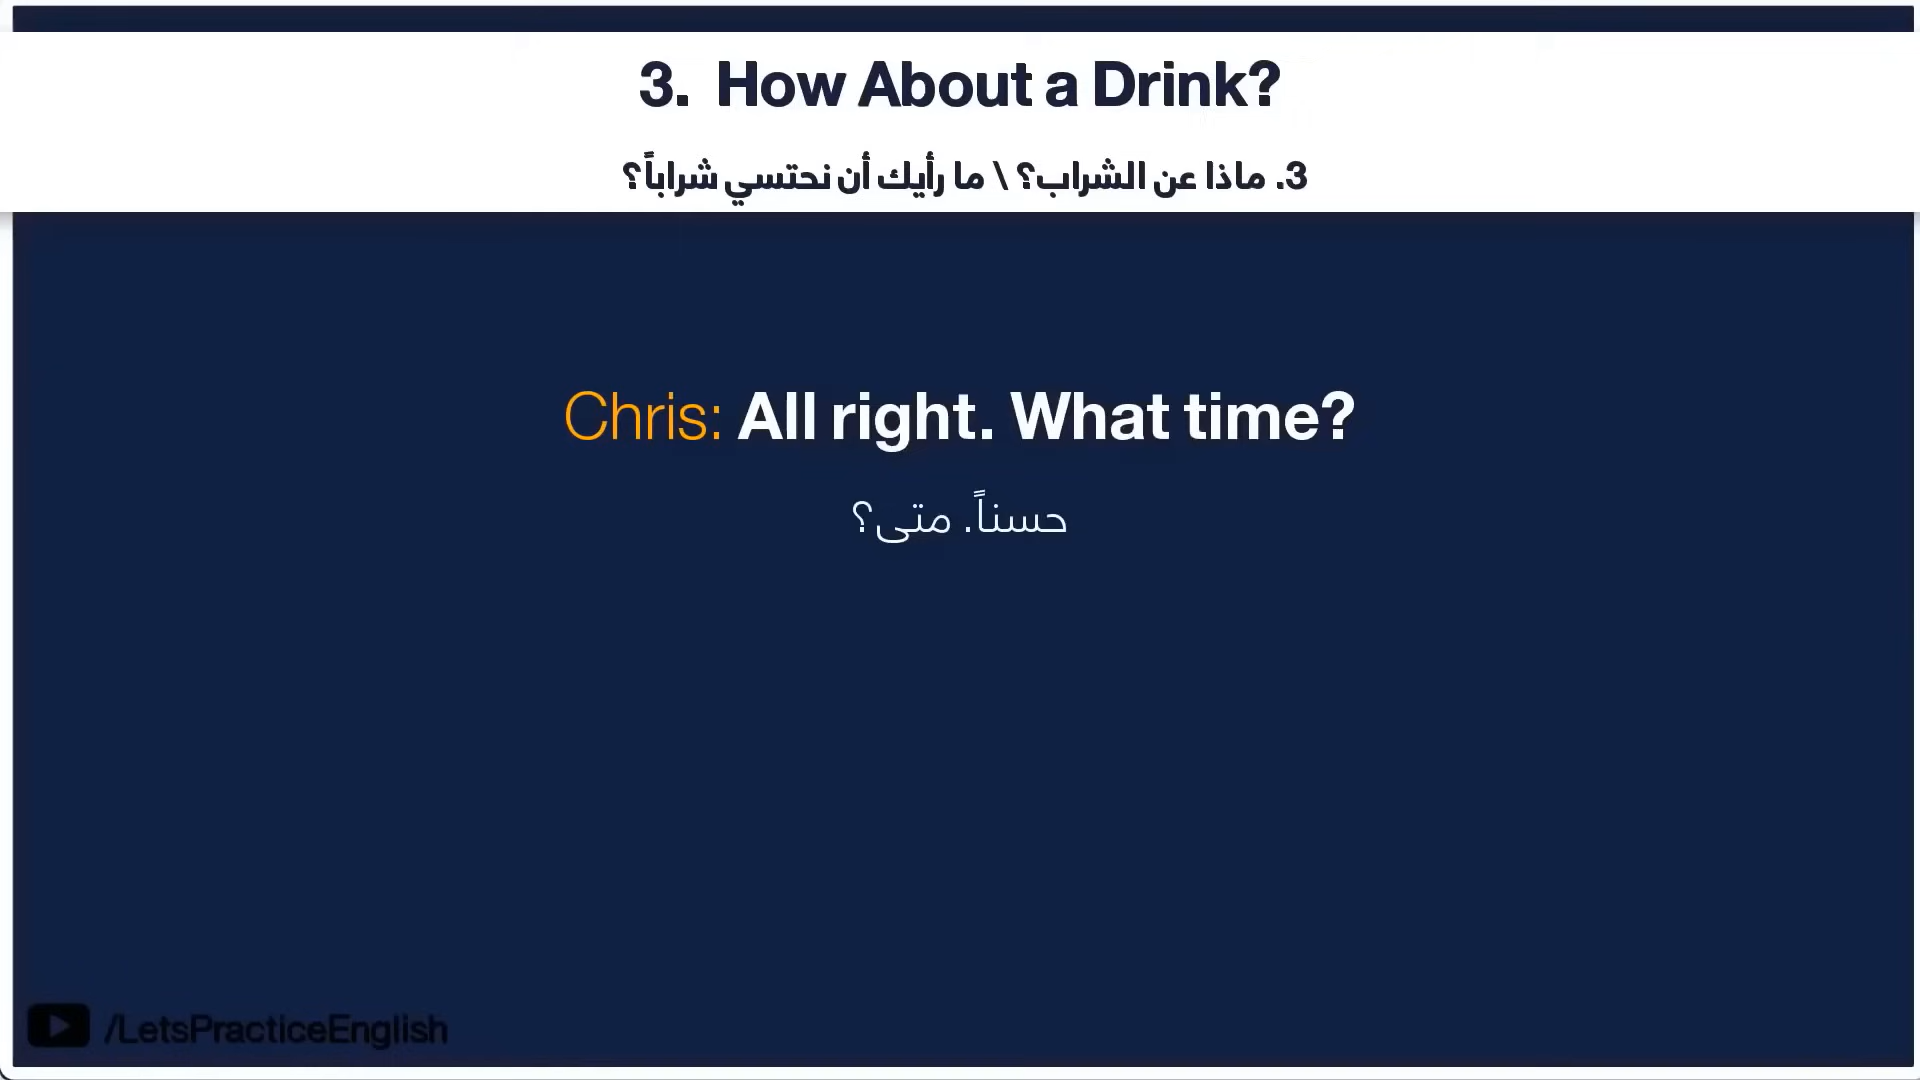 3. How About a Drink?
3. ماذا عن الشراب؟ \ ما رأيك أن نحتسي شراباً؟
Chris: All right. What time?
حسناً. متى؟
/LetsPracticeEnglish